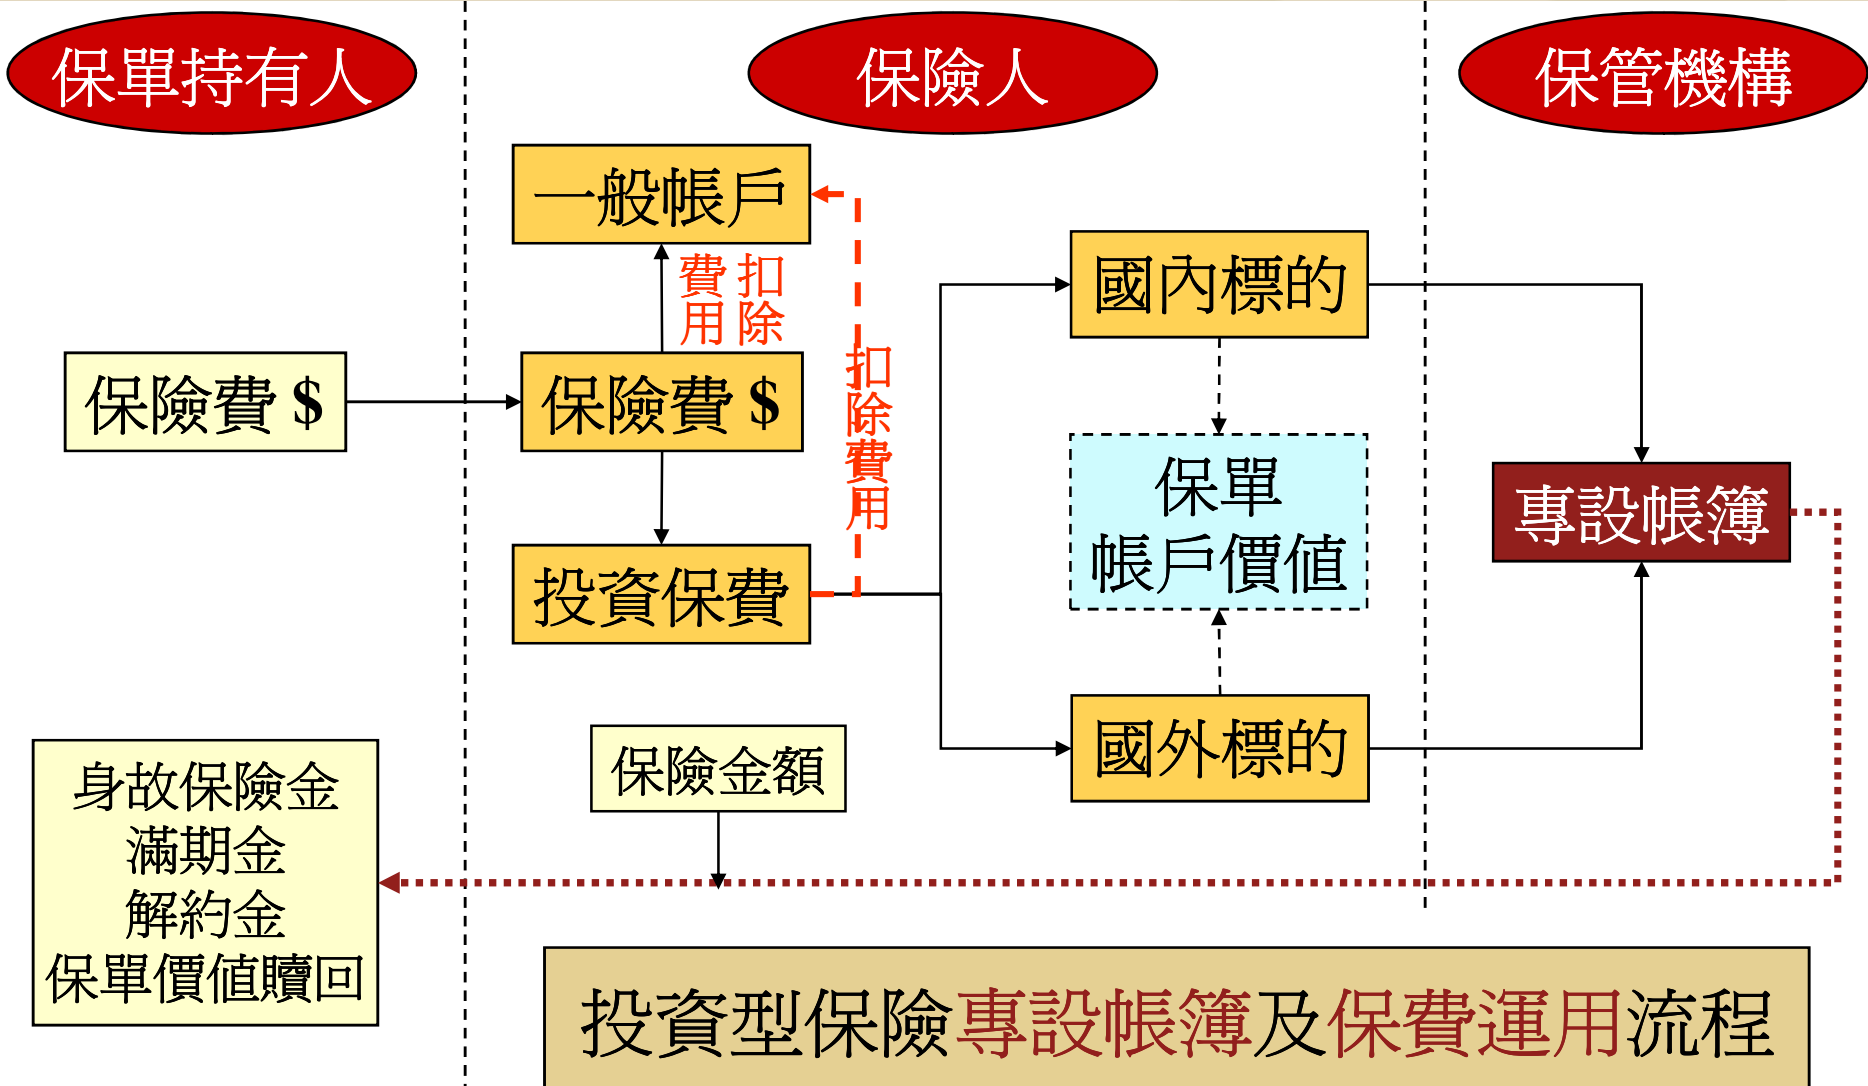 保單持有人
保險人
保管機構
一般帳戶
扣除
費用
國內標的
保險費 $
保險費 $
扣除費用
保單
帳戶價值
專設帳簿
投資保費
國外標的
保險金額
身故保險金
滿期金
解約金
保單價值贖回
投資型保險專設帳簿及保費運用流程